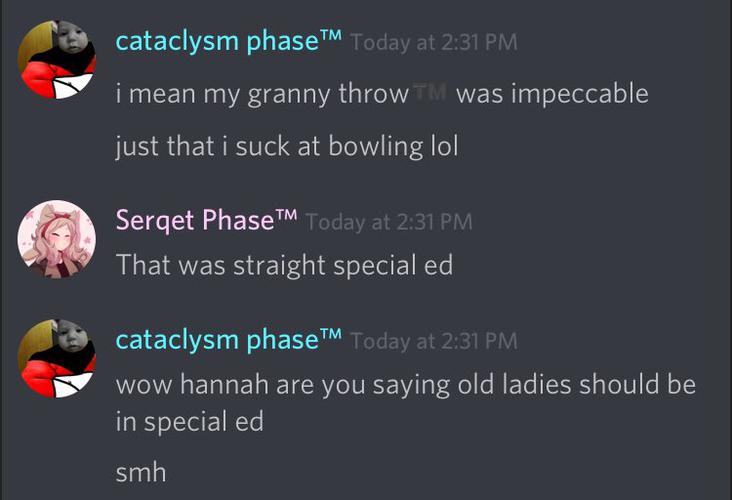 cataclysm phase™ Today at 2:31 PM
i mean my granny throw™ was impeccable
just that i suck at bowling lol
Serqet Phase™ Today at 2:31 PM
That was straight special ed
cataclysm phase™ Today at 2:31 PM
wow hannah are you saying old ladies should be
in special ed
smh